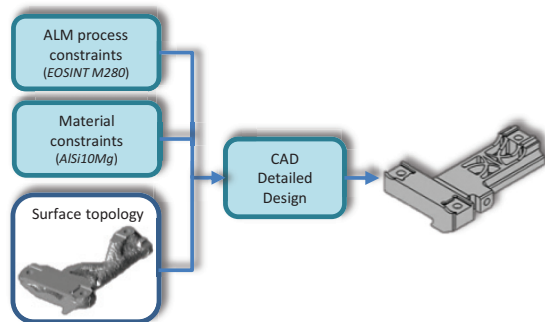 ALM process
constraints
(EOSINT M280)
Material
constraints
(AlSi10Mg)
Surface topology
CAD
Detailed
Design